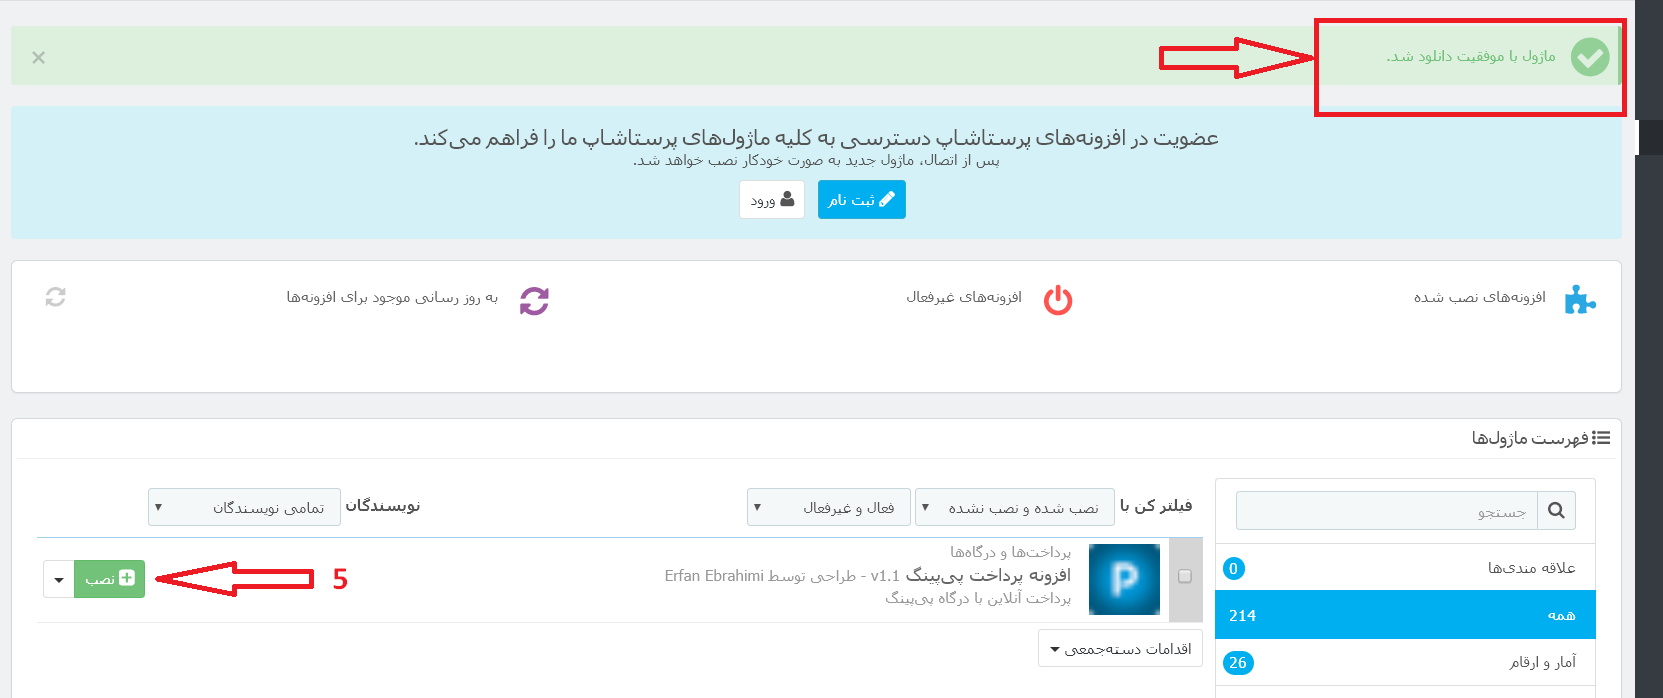 ماژول با موفقیت دانلود شد.
×
عضویت در افزونه‌های پرستاشاپ دسترسی به کلیه ماژول‌های پرستاشاپ ما را فراهم می‌کند.
پس از اتصال، ماژول جدید به صورت خودکار نصب خواهد شد.
ثبت نام
ورود
افزونه‌های نصب شده
افزونه‌های غیرفعال
به روز رسانی موجود برای افزونه‌ها
فهرست ماژول‌ها
جستجو
علاقه مندی‌ها 0
همه 214
آمار و ارقام 26
فیلتر کن با نصب شده و نصب نشده فعال و غیرفعال
نویسندگان تمامی نویسندگان
پرداخت‌ها و درگاه‌ها
افزونه پرداخت پی‌پینگ v1.1 - طراحی توسط Erfan Ebrahimi
پرداخت آنلاین با درگاه پی‌پینگ
P
5
نصب
اقدامات دسته‌جمعی